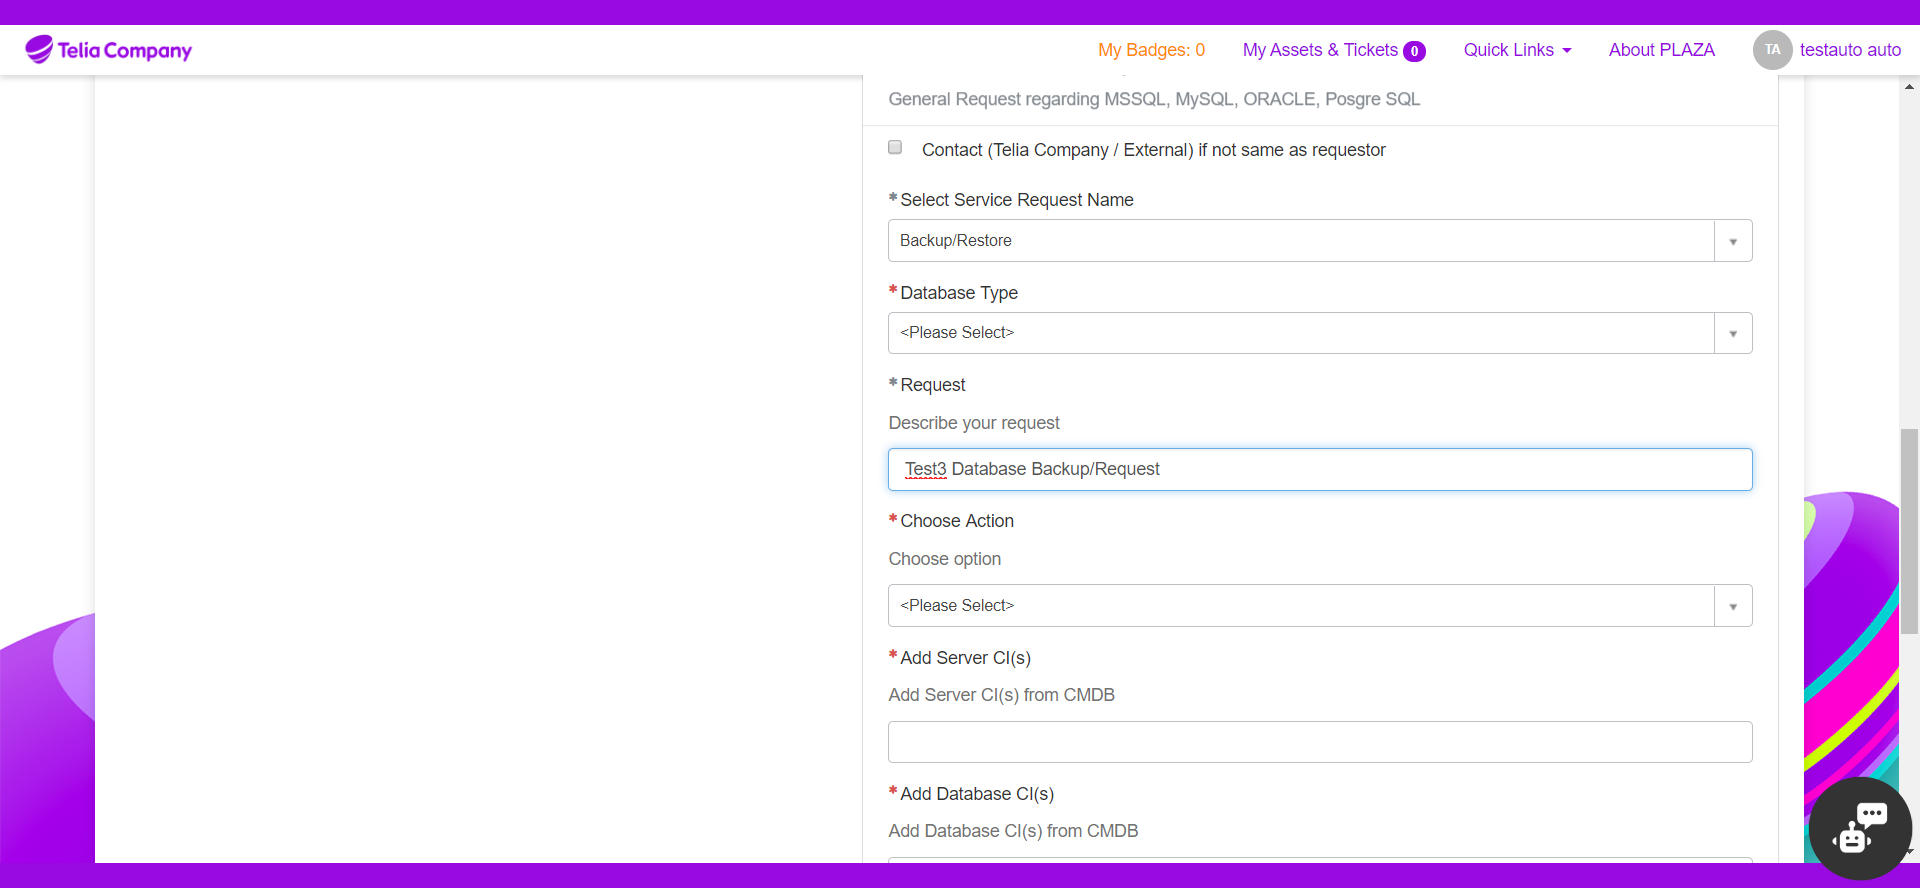 Telia Company
My Badges: 0
My Assets & Tickets 0
Quick Links
About PLAZA
TA
testauto auto
General Request regarding MSSQL, MySQL, ORACLE, Posgre SQL
Contact (Telia Company / External) if not same as requestor
* Select Service Request Name
Backup/Restore
* Database Type
<Please Select>
* Request
Describe your request
Test3 Database Backup/Request
* Choose Action
Choose option
<Please Select>
* Add Server CI(s)
Add Server CI(s) from CMDB
* Add Database CI(s)
Add Database CI(s) from CMDB